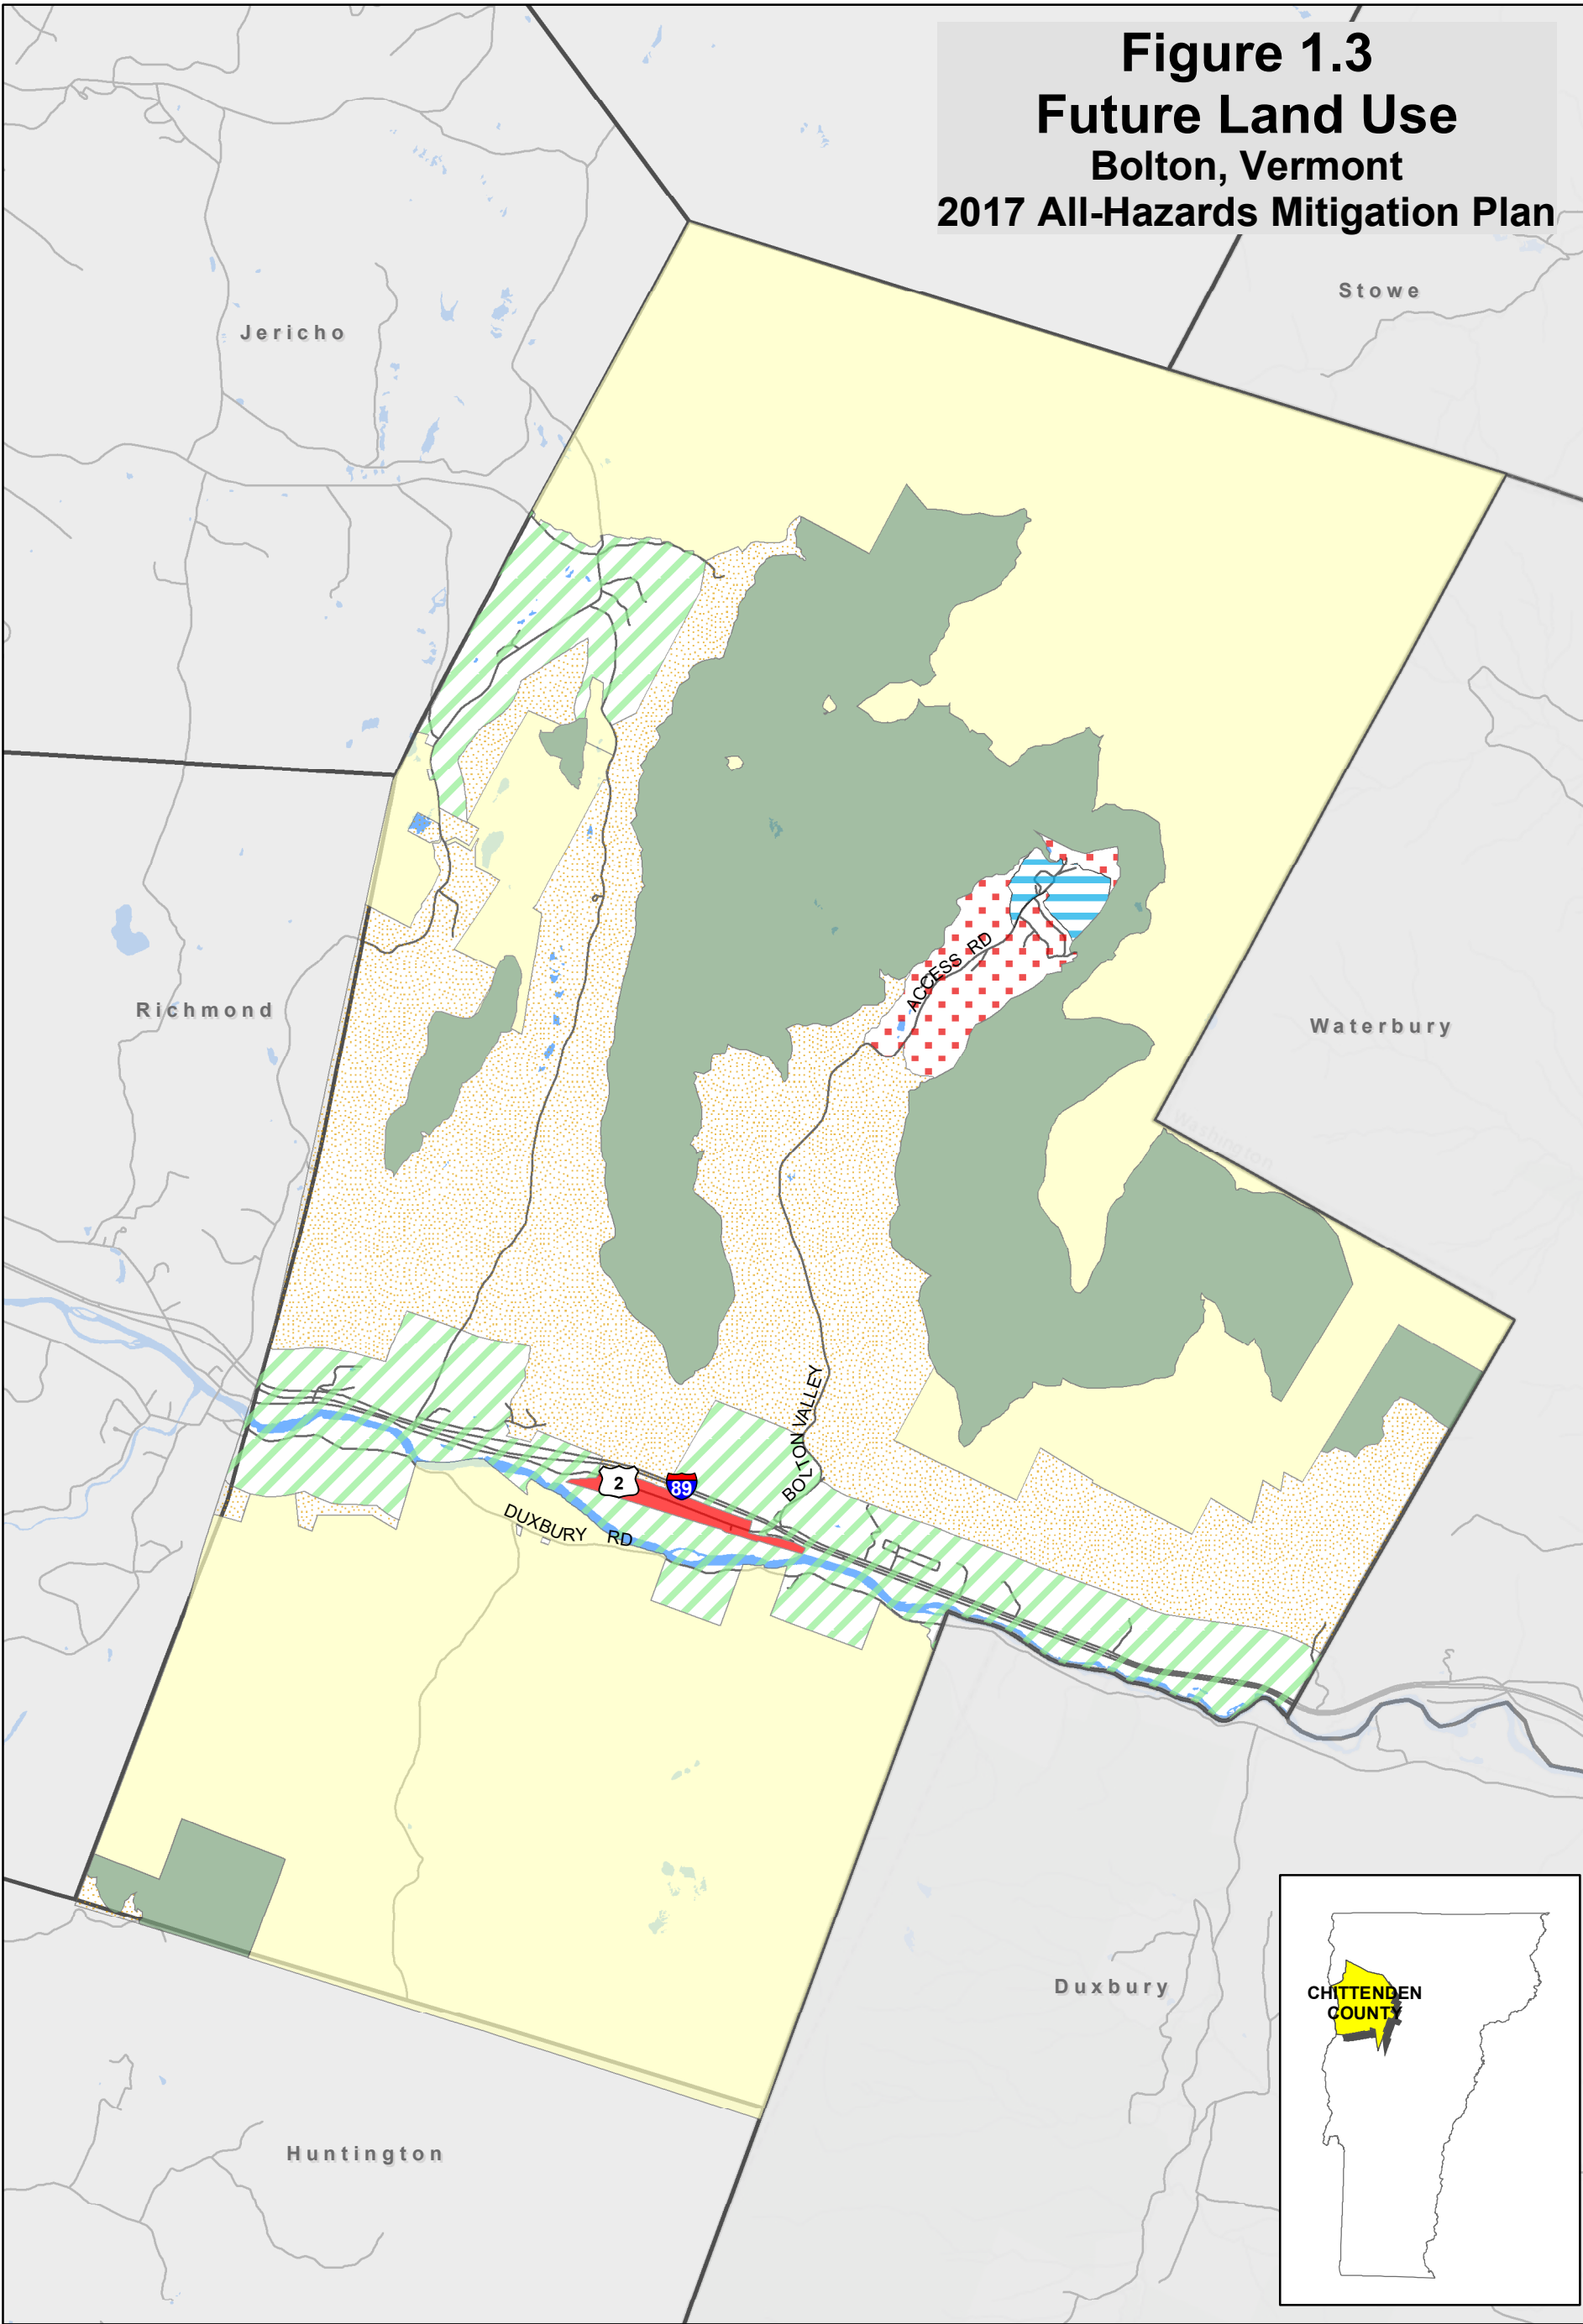 Figure 1.3
Future Land Use
Bolton, Vermont
2017 All-Hazards Mitigation Plan
Stowe
Jericho
ACCESS RD
Richmond
Waterbury
Washington
BOLTON VALLEY
2
89
DUXBURY RD
Duxbury
CHITTENDEN
COUNTY
Huntington